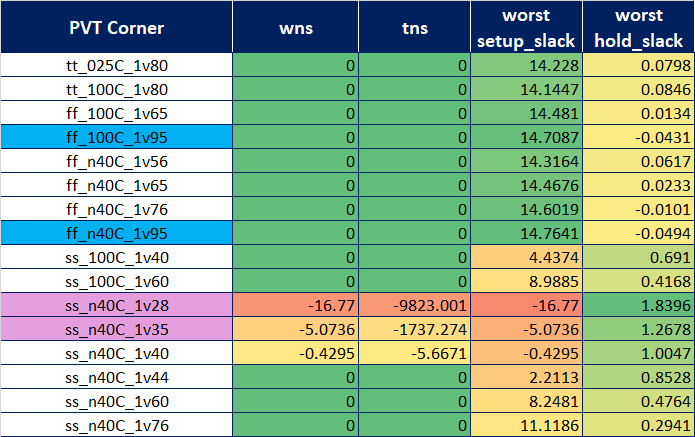 PVT Corner wns tns worst setup_slack worst hold_slack
tt_025C_1v80 0 0 14.228 0.0798
tt_100C_1v80 0 0 14.1447 0.0846
ff_100C_1v65 0 0 14.481 0.0134
ff_100C_1v95 0 0 14.7087 -0.0431
ff_n40C_1v56 0 0 14.3164 0.0617
ff_n40C_1v65 0 0 14.4676 0.0233
ff_n40C_1v76 0 0 14.6019 -0.0101
ff_n40C_1v95 0 0 14.7641 -0.0494
ss_100C_1v40 0 0 4.4374 0.691
ss_100C_1v60 0 0 8.9885 0.4168
ss_n40C_1v28 -16.77 -9823.001 -16.77 1.8396
ss_n40C_1v35 -5.0736 -1737.274 -5.0736 1.2678
ss_n40C_1v40 -0.4295 -5.6671 -0.4295 1.0047
ss_n40C_1v44 0 0 2.2113 0.8528
ss_n40C_1v60 0 0 8.2481 0.4764
ss_n40C_1v76 0 0 11.1186 0.2941